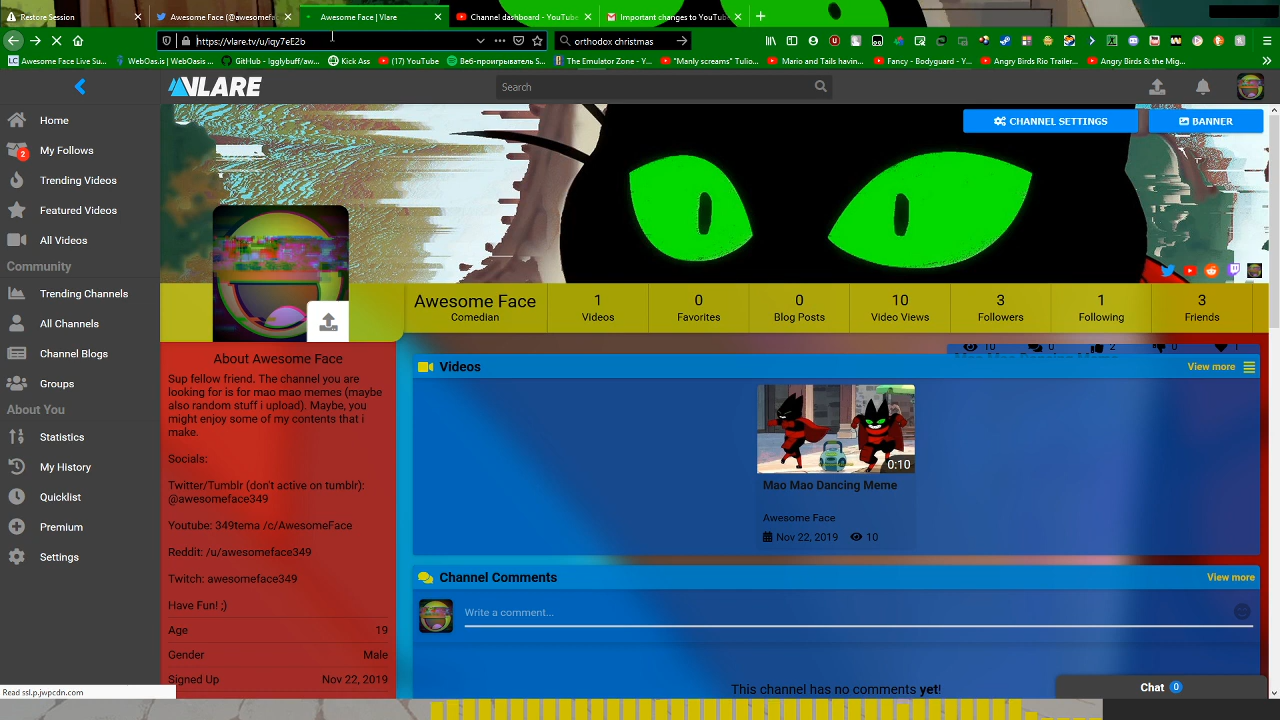 Restore Session
Awesome Face (@awesomef
Awesome Face | Vlare
Channel dashboard - YouTube
Important changes to YouTub
https://vlare.tv/u/iqy7eE2b
orthodox christmas
Awesome Face Live Su
WebOas.is | WebOasis
GitHub - Igglybuff/aw
Kick Ass
(17) YouTube
Веб-проигрыватель S
The Emulator Zone - Y
"Manly screams" Tulio
Mario and Tails havin
Fancy - Bodyguard - Y
Angry Birds Rio Trailer
Angry Birds & the Mig
VLARE
Search
CHANNEL SETTINGS
BANNER
Home
My Follows
2
Trending Videos
Featured Videos
All Videos
Community
Trending Channels
All Channels
Channel Blogs
Groups
About You
Statistics
My History
Quicklist
Premium
Settings
Awesome Face
Comedian
1
Videos
0
Favorites
0
Blog Posts
10
Video Views
3
Followers
1
Following
3
Friends
About Awesome Face
Sup fellow friend. The channel you are
looking for is for mao mao memes (maybe
also random stuff i upload). Maybe, you
might enjoy some of my contents that i
make.
Socials:
Twitter/Tumblr (don't active on tumblr):
@awesomeface349
Youtube: 349tema /c/AwesomeFace
Reddit: /u/awesomeface349
Twitch: awesomeface349
Have Fun! ;)
Age 19
Gender Male
Signed Up Nov 22, 2019
10 0 2 0 1
Videos
View more
0:10
Mao Mao Dancing Meme
Awesome Face
Nov 22, 2019 10
Channel Comments
View more
Write a comment...
This channel has no comments yet!
Chat 0
Read ssl.p.jwpcdn.com